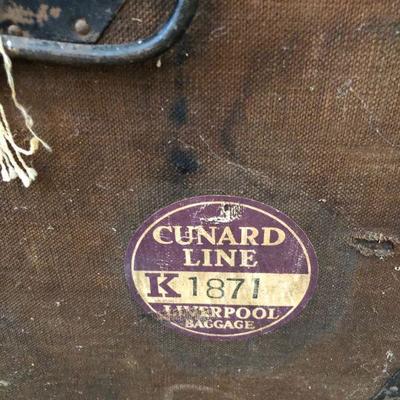 CUNARD
LINE
K 1871
LIVERPOOL
BAGGAGE